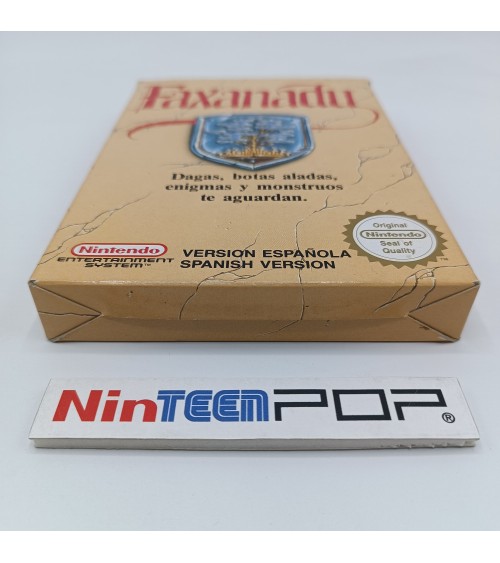 Faxanadu
Dagas, botas aladas,
enigmas y monstruos
te aguardan.
Nintendo
ENTERTAINMENT
SYSTEM™
VERSION ESPAÑOLA
SPANISH VERSION
Original
Nintendo
Seal of
Quality
NinTEENPOP®